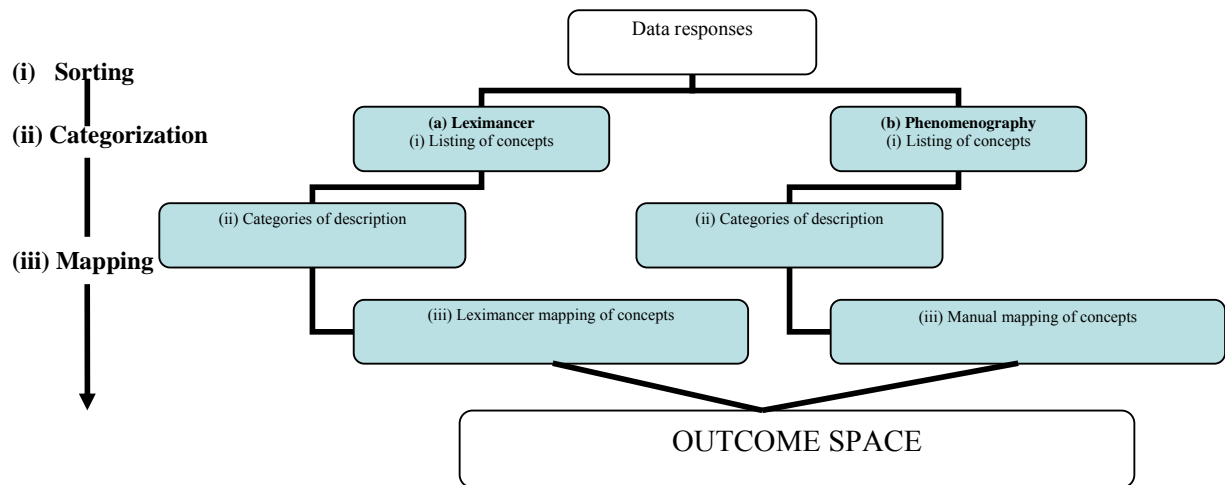 Data responses
(i) Sorting
(ii) Categorization
(iii) Mapping
(a) Leximancer
(i) Listing of concepts
(b) Phenomenography
(i) Listing of concepts
(ii) Categories of description
(ii) Categories of description
(iii) Leximancer mapping of concepts
(iii) Manual mapping of concepts
OUTCOME SPACE